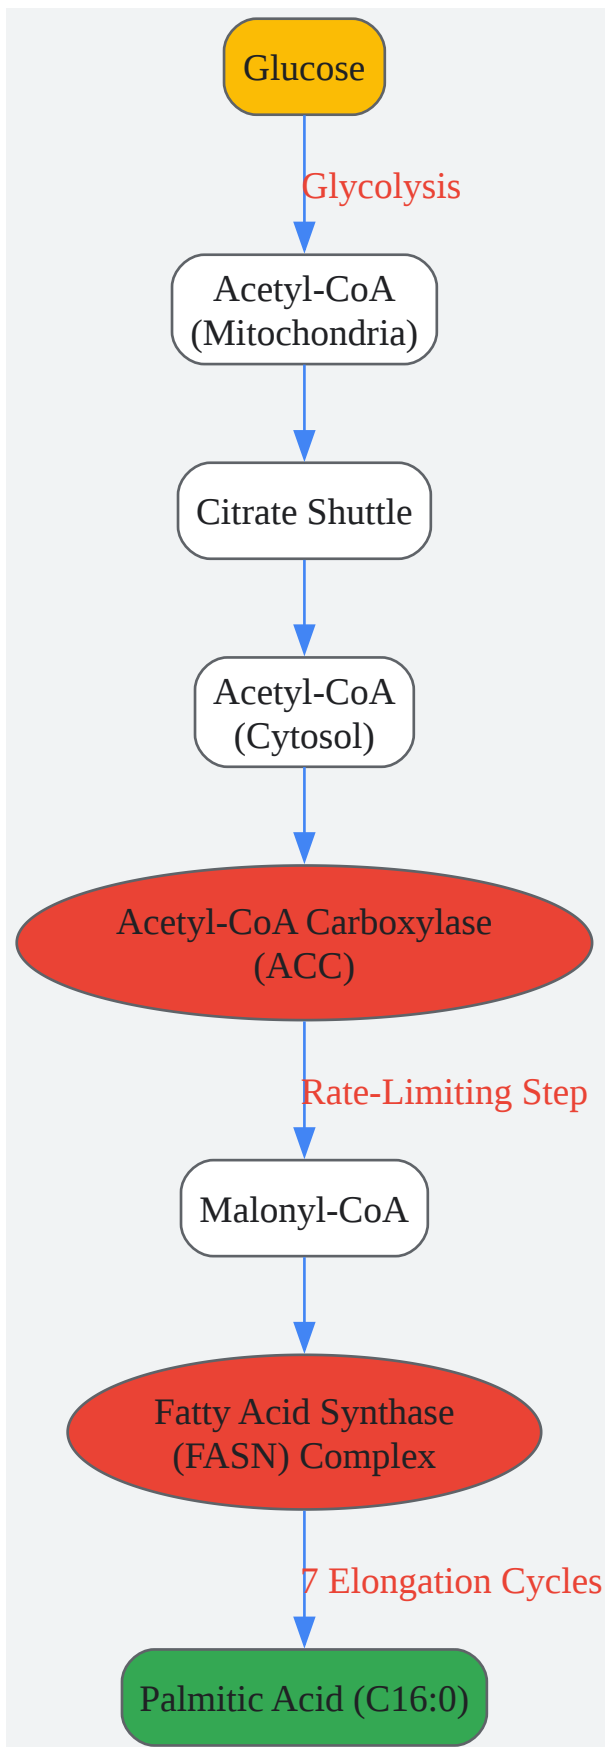 Glucose
Glycolysis
Acetyl-CoA
(Mitochondria)
Citrate Shuttle
Acetyl-CoA
(Cytosol)
Acetyl-CoA Carboxylase
(ACC)
Rate-Limiting Step
Malonyl-CoA
Fatty Acid Synthase
(FASN) Complex
7 Elongation Cycles
Palmitic Acid (C16:0)